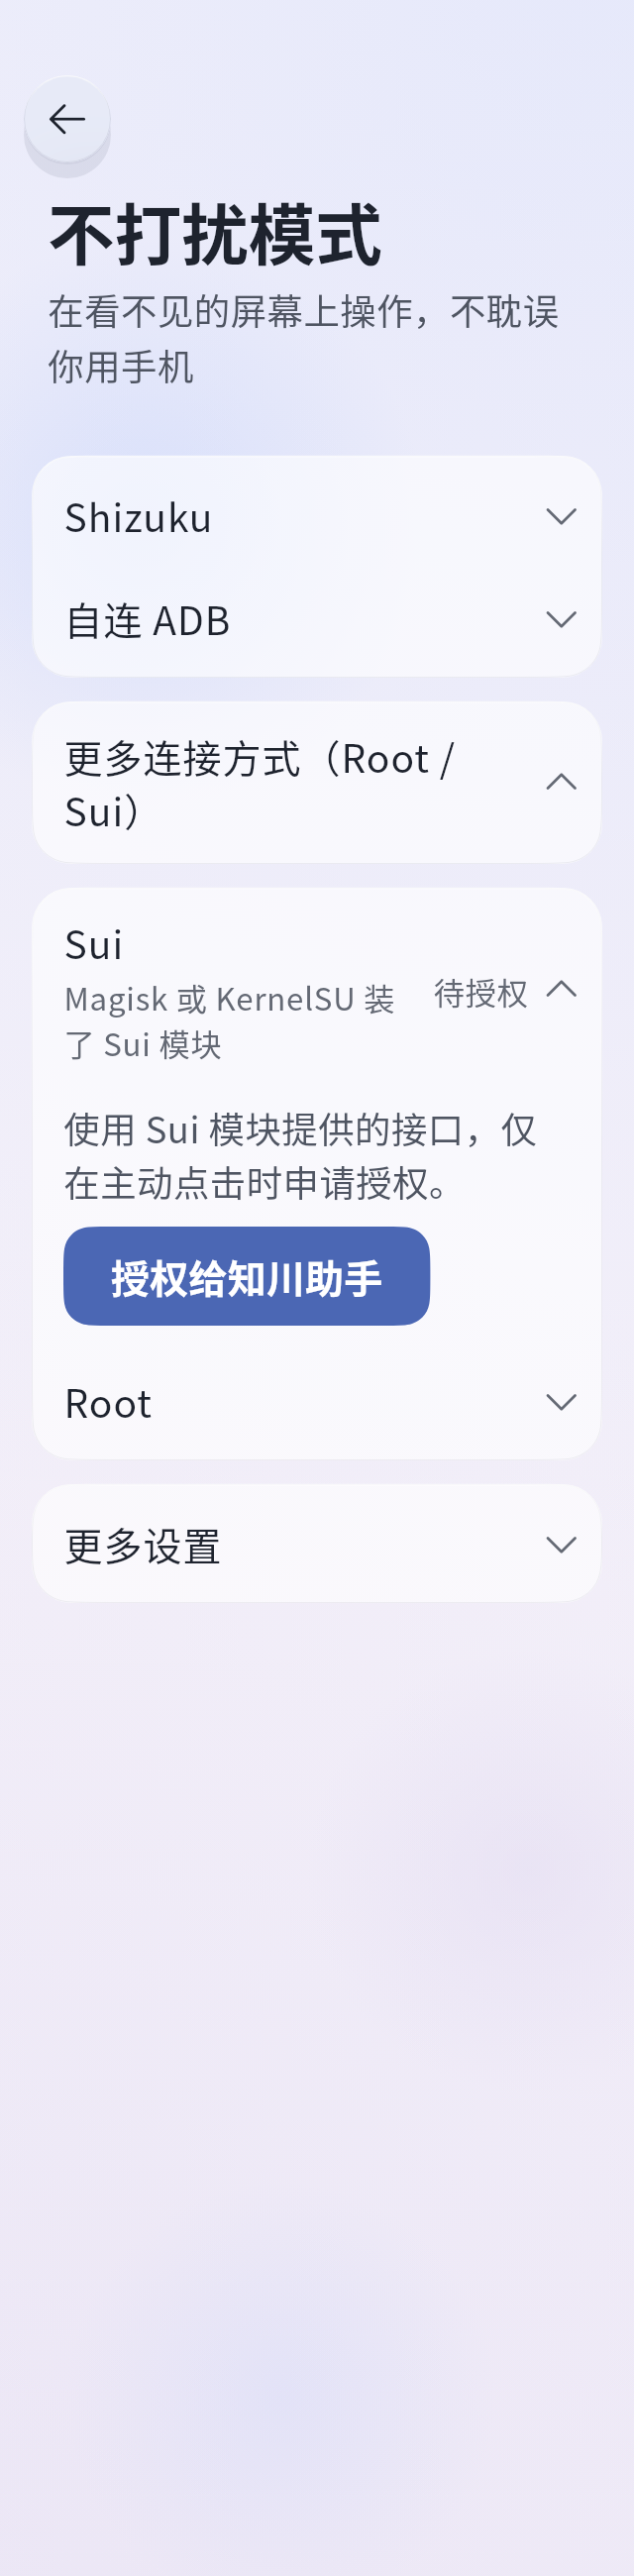 不打扰模式
在看不见的屏幕上操作，不耽误
你用手机
Shizuku
自连 ADB
更多连接方式（Root /
Sui）
Sui
Magisk 或 KernelSU 装
了 Sui 模块
待授权
使用 Sui 模块提供的接口，仅
在主动点击时申请授权。
授权给知川助手
Root
更多设置